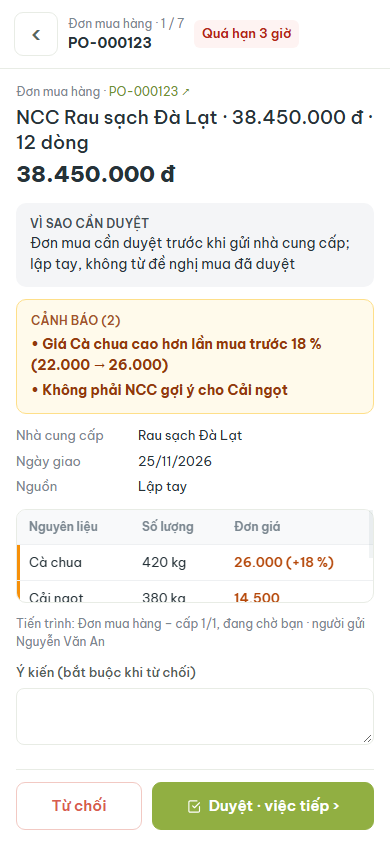 Đơn mua hàng · 1 / 7
PO-000123
Quá hạn 3 giờ
Đơn mua hàng · PO-000123 ↗
NCC Rau sạch Đà Lạt · 38.450.000 đ ·
12 dòng
38.450.000 đ
VÌ SAO CẦN DUYỆT
Đơn mua cần duyệt trước khi gửi nhà cung cấp;
lập tay, không từ đề nghị mua đã duyệt
CẢNH BÁO (2)
• Giá Cà chua cao hơn lần mua trước 18 %
(22.000 → 26.000)
• Không phải NCC gợi ý cho Cải ngọt
Nhà cung cấp Rau sạch Đà Lạt
Ngày giao 25/11/2026
Nguồn Lập tay
Nguyên liệu Số lượng Đơn giá
Cà chua 420 kg 26.000 (+18 %)
Cải ngọt 380 kg 14.500
Tiến trình: Đơn mua hàng – cấp 1/1, đang chờ bạn · người gửi
Nguyễn Văn An
Ý kiến (bắt buộc khi từ chối)
Từ chối
Duyệt · việc tiếp ›